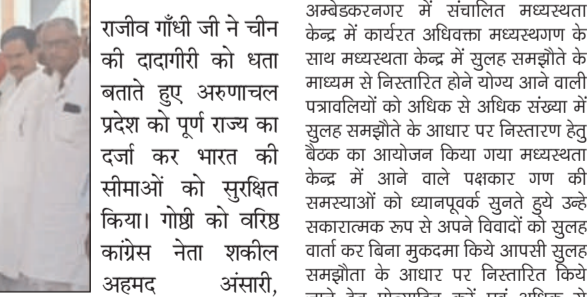 राजीव गाँधी जी ने चीन
की दादागीरी को धता
बताते हुए अरुणाचल
प्रदेश को पूर्ण राज्य का
दर्जा कर भारत की
सीमाओं को सुरक्षित
किया। गोष्ठी को वरिष्ठ
कांग्रेस नेता शकील
अहमद अंसारी,
अम्बेडकरनगर में संचालित मध्यस्थता
केन्द्र में कार्यरत अधिवक्ता मध्यस्थगण के
साथ मध्यस्थता केन्द्र में सुलह समझौते के
माध्यम से निस्तारित होने योग्य आने वाली
पत्रावलियों को अधिक से अधिक संख्या में
सुलह समझौते के आधार पर निस्तारण हेतु
बैठक का आयोजन किया गया मध्यस्थता
केन्द्र में आने वाले पक्षकार गण की
समस्याओं को ध्यानपूवर्क सुनते हुये उन्हे
सकारात्मक रूप से अपने विवादों को सुलह
वार्ता कर बिना मुकदमा किये आपसी सुलह
समझौता के आधार पर निस्तारित किये